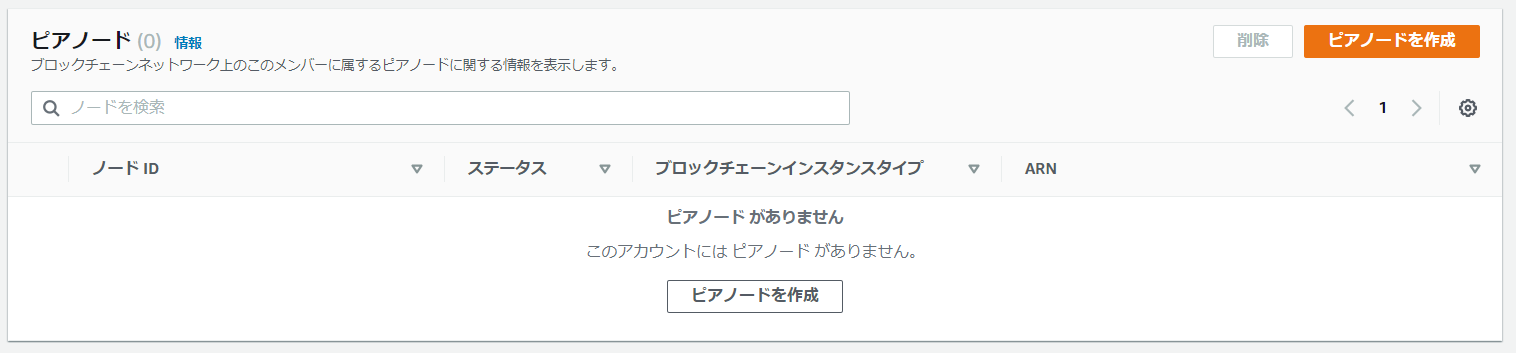 ピアノード (0) 情報
削除
ピアノードを作成
ブロックチェーンネットワーク上のこのメンバーに属するピアノードに関する情報を表示します。
ノードを検索
1
ノード ID
ステータス
ブロックチェーンインスタンスタイプ
ARN
ピアノード がありません
このアカウントには ピアノード がありません。
ピアノードを作成